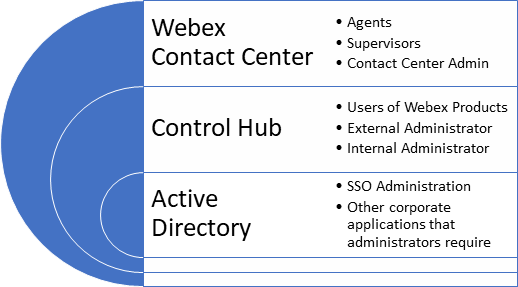 Webex
Contact Center
• Agents
• Supervisors
• Contact Center Admin
Control Hub
• Users of Webex Products
• External Administrator
• Internal Administrator
Active
Directory
• SSO Administration
• Other corporate
applications that
administrators require